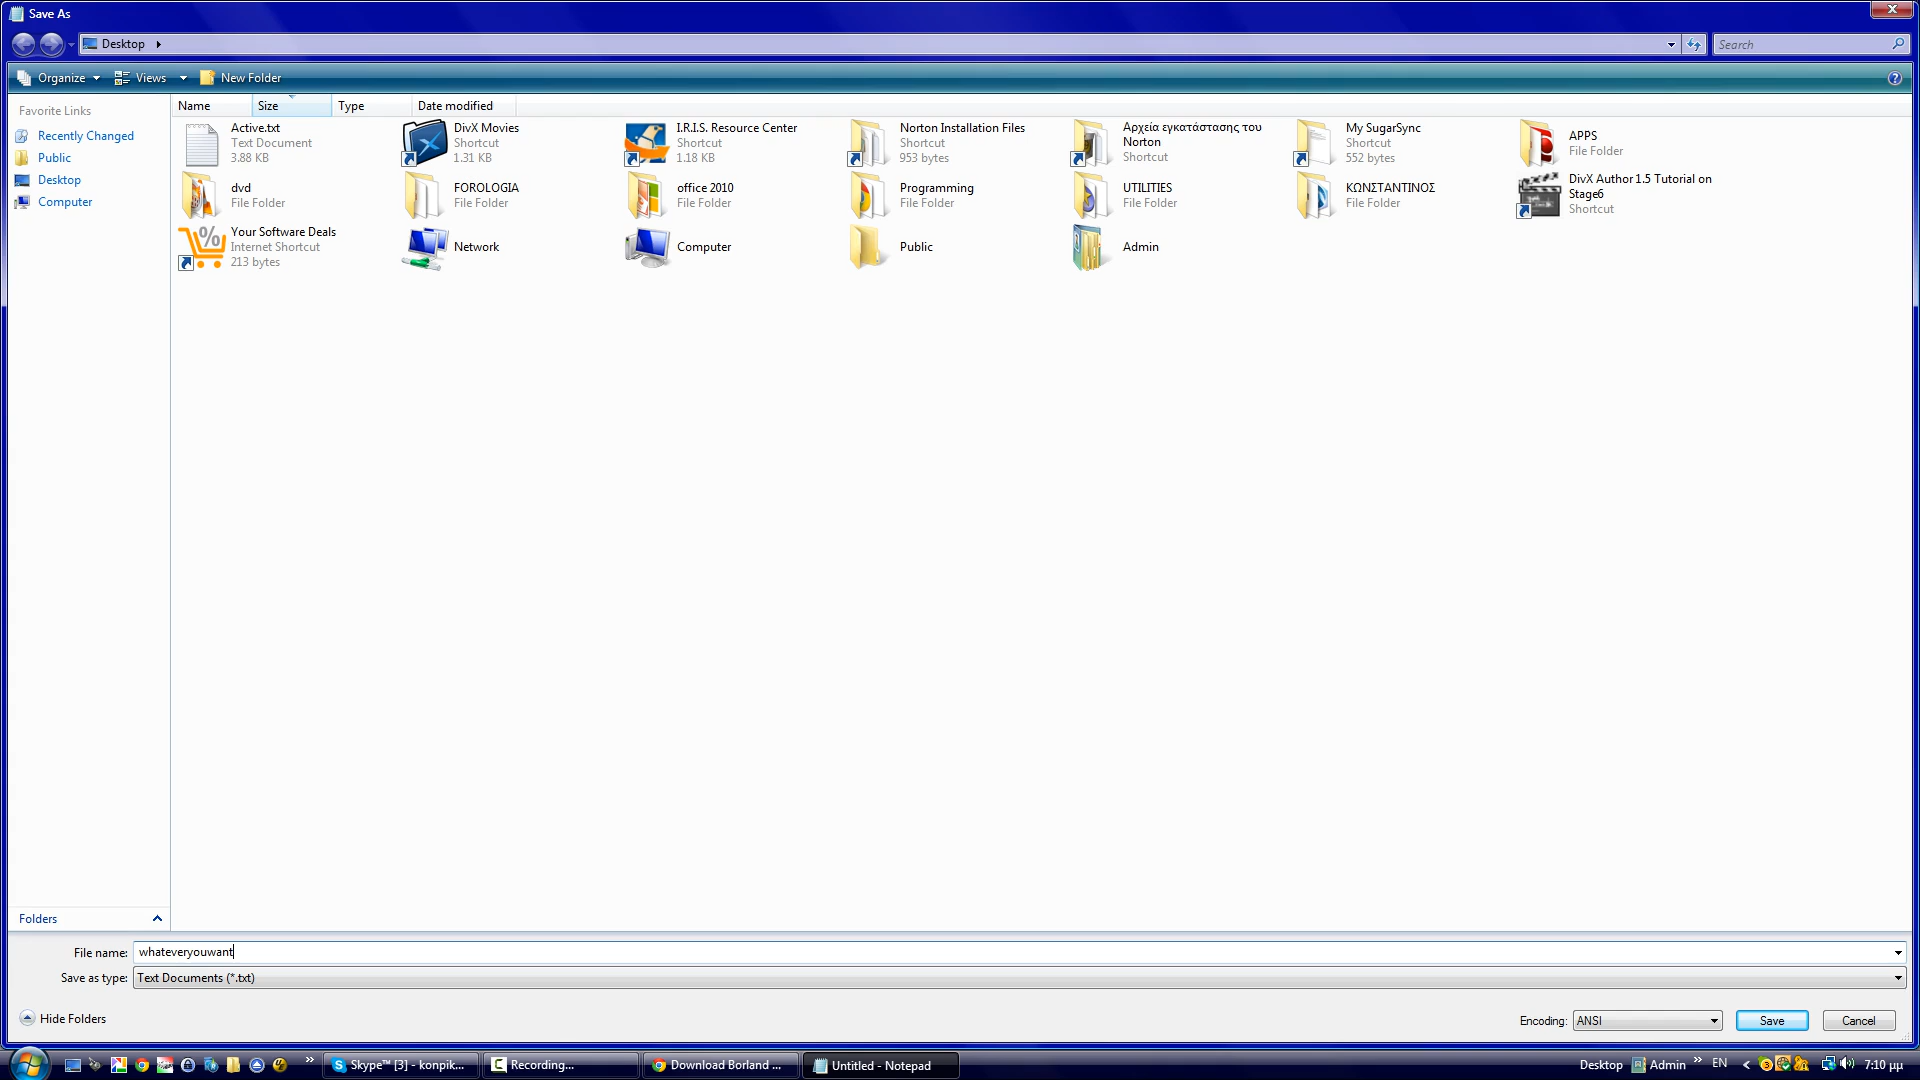 Save As
Desktop
Search
Organize Views New Folder
Favorite Links
Recently Changed
Public
Desktop
Computer
Name Size Type Date modified
Active.txt
Text Document
3.88 KB
DivX Movies
Shortcut
1.31 KB
I.R.I.S. Resource Center
Shortcut
1.18 KB
Norton Installation Files
Shortcut
953 bytes
Αρχεία εγκατάστασης του
Norton
Shortcut
My SugarSync
Shortcut
552 bytes
APPS
File Folder
dvd
File Folder
FOROLOGIA
File Folder
office 2010
File Folder
Programming
File Folder
UTILITIES
File Folder
ΚΩΝΣΤΑΝΤΙΝΟΣ
File Folder
DivX Author 1.5 Tutorial on
Stage6
Shortcut
Your Software Deals
Internet Shortcut
213 bytes
Network
Computer
Public
Admin
Folders
File name: whateveryouwant
Save as type: Text Documents (*.txt)
Hide Folders
Encoding: ANSI Save Cancel
Skype™ [3] - konpik... Recording... Download Borland ... Untitled - Notepad Desktop Admin EN 7:10 μμ